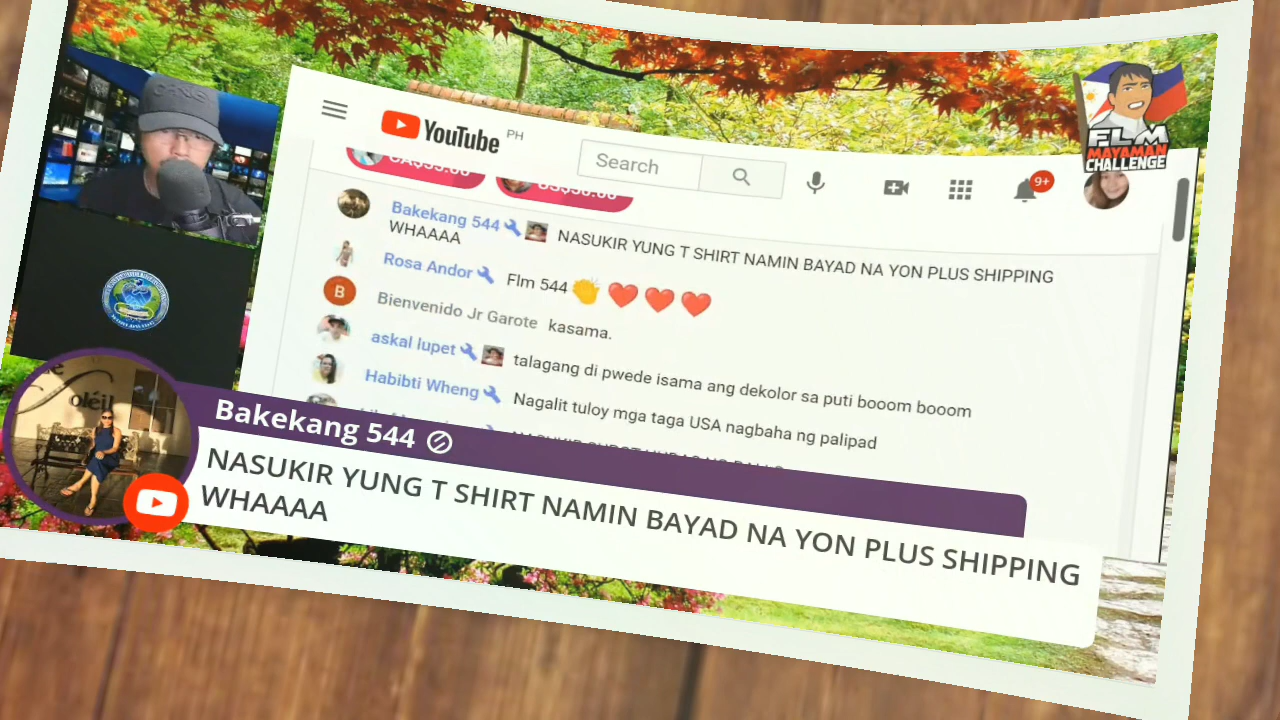 YouTube PH
Search
9+
FLM
MAYAMAN
CHALLENGE
Bakekang 544 NASUKIR YUNG T SHIRT NAMIN BAYAD NA YON PLUS SHIPPING
WHAAAA
Rosa Andor Flm 544 👏❤️❤️❤️
B
Bienvenido Jr Garote kasama.
askal lupet talagang di pwede isama ang dekolor sa puti booom booom
Habibti Wheng Nagalit tuloy mga taga USA nagbaha ng palipad
oléil
Bakekang 544
NASUKIR YUNG T SHIRT NAMIN BAYAD NA YON PLUS SHIPPING
WHAAAA